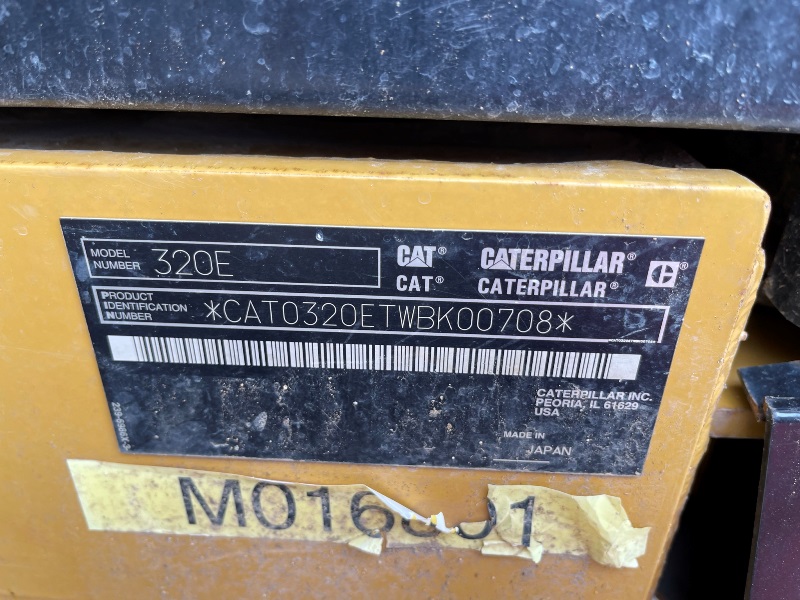 MODEL NUMBER 320E
CAT® CATERPILLAR®
CAT® CATERPILLAR® C®
PRODUCT IDENTIFICATION NUMBER *CAT0320ETWBK00708*
CATERPILLAR INC.
PEORIA, IL 61629
USA
MADE IN
JAPAN